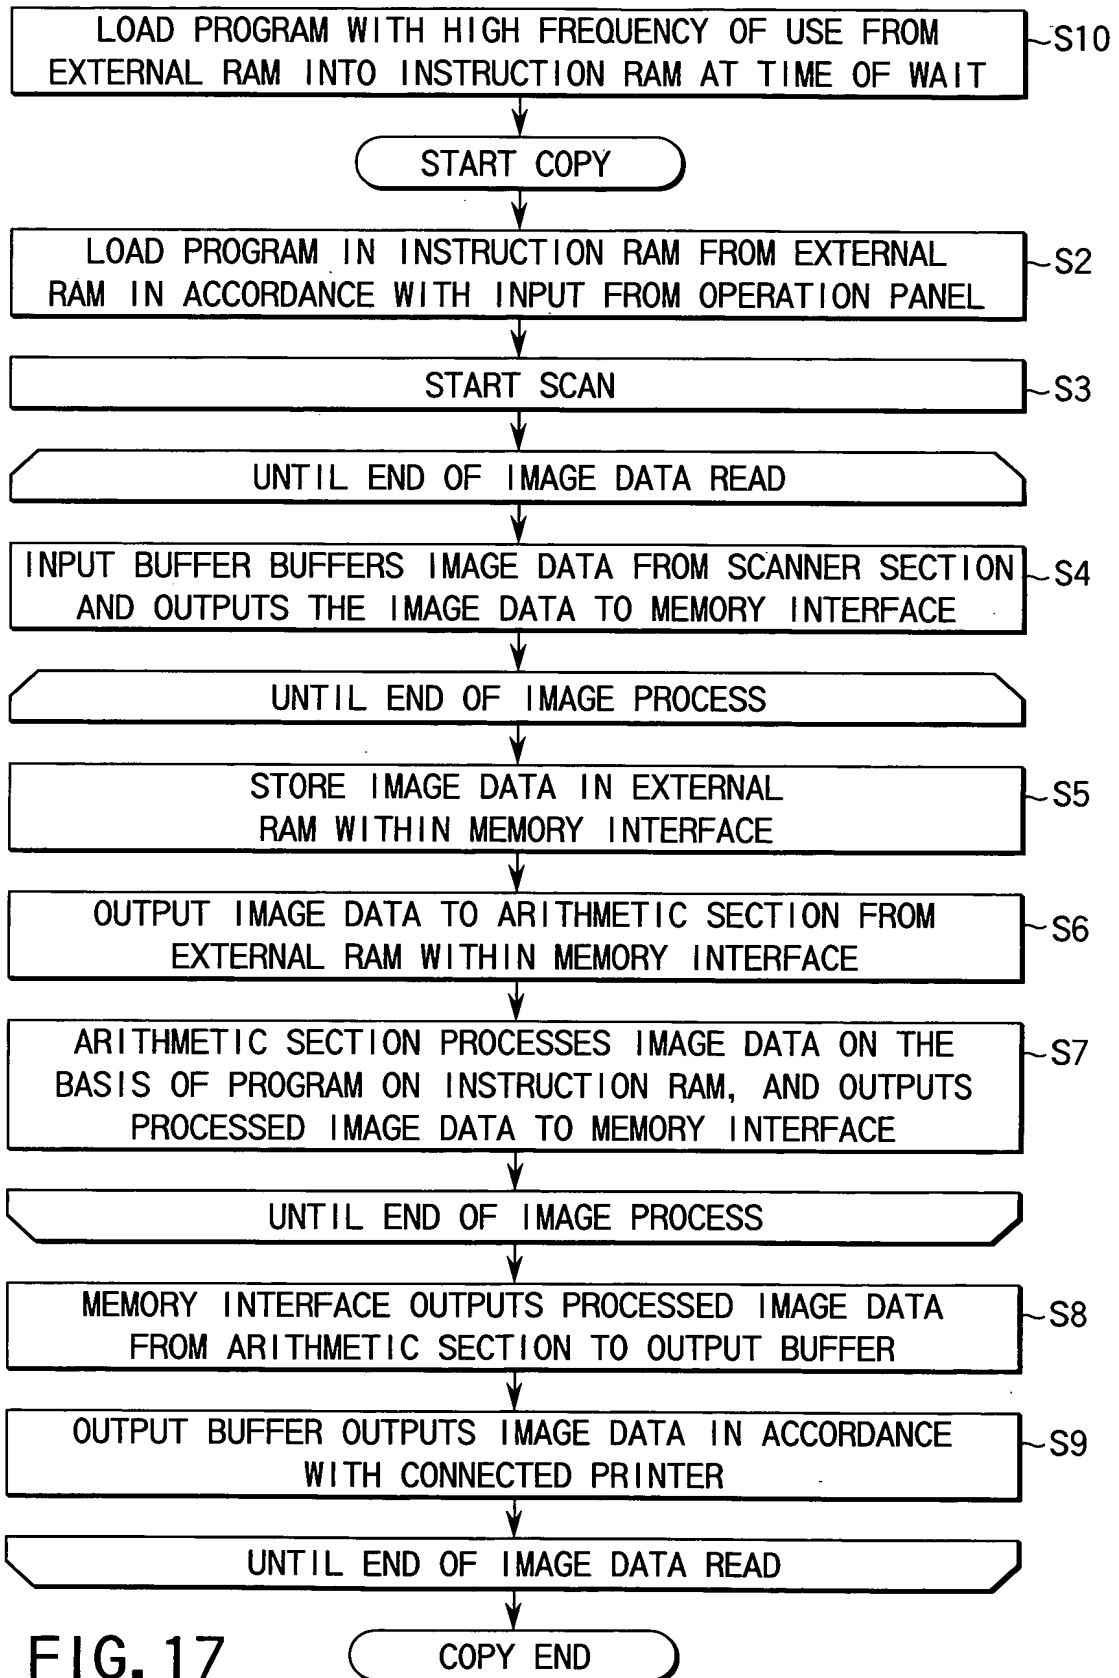 LOAD PROGRAM WITH HIGH FREQUENCY OF USE FROM
EXTERNAL RAM INTO INSTRUCTION RAM AT TIME OF WAIT
S10
START COPY
LOAD PROGRAM IN INSTRUCTION RAM FROM EXTERNAL
RAM IN ACCORDANCE WITH INPUT FROM OPERATION PANEL
S2
START SCAN
S3
UNTIL END OF IMAGE DATA READ
INPUT BUFFER BUFFERS IMAGE DATA FROM SCANNER SECTION
AND OUTPUTS THE IMAGE DATA TO MEMORY INTERFACE
S4
UNTIL END OF IMAGE PROCESS
STORE IMAGE DATA IN EXTERNAL
RAM WITHIN MEMORY INTERFACE
S5
OUTPUT IMAGE DATA TO ARITHMETIC SECTION FROM
EXTERNAL RAM WITHIN MEMORY INTERFACE
S6
ARITHMETIC SECTION PROCESSES IMAGE DATA ON THE
BASIS OF PROGRAM ON INSTRUCTION RAM, AND OUTPUTS
PROCESSED IMAGE DATA TO MEMORY INTERFACE
S7
UNTIL END OF IMAGE PROCESS
MEMORY INTERFACE OUTPUTS PROCESSED IMAGE DATA
FROM ARITHMETIC SECTION TO OUTPUT BUFFER
S8
OUTPUT BUFFER OUTPUTS IMAGE DATA IN ACCORDANCE
WITH CONNECTED PRINTER
S9
UNTIL END OF IMAGE DATA READ
COPY END
FIG. 17